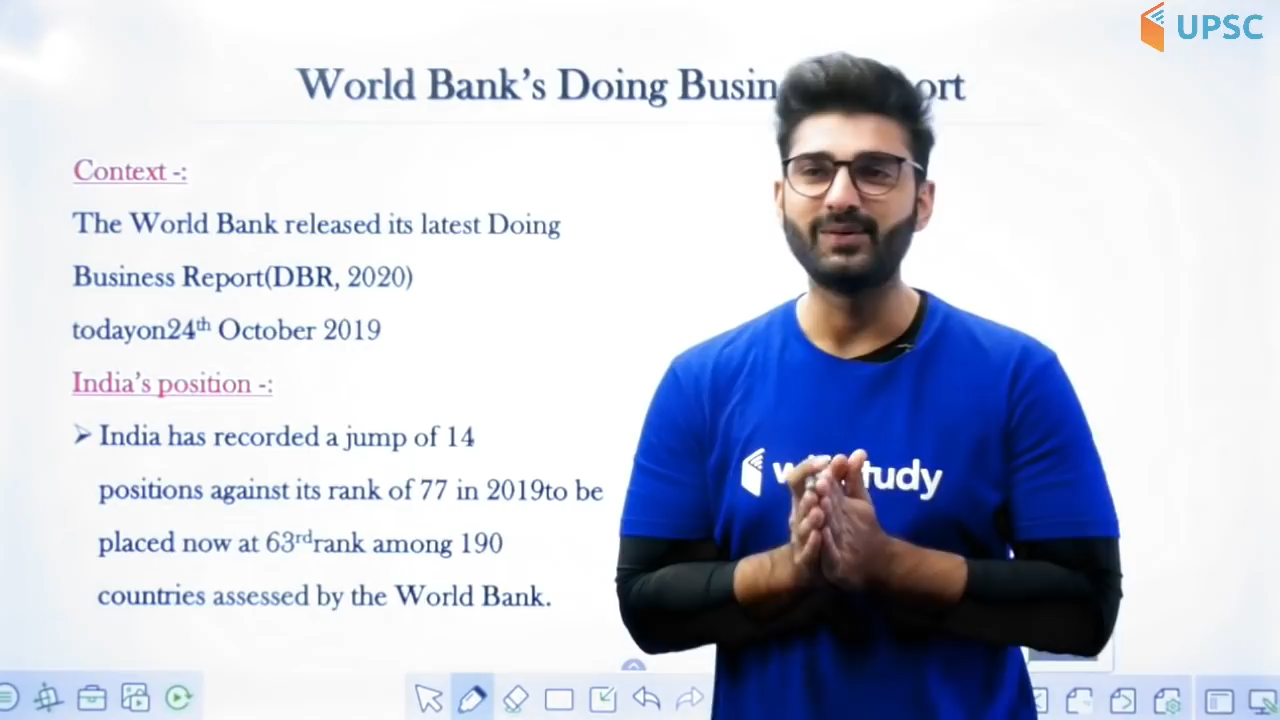 UPSC
World Bank's Doing Busin ort
Context -:
The World Bank released its latest Doing
Business Report(DBR, 2020)
todayon24th October 2019
India's position -:
➢ India has recorded a jump of 14
positions against its rank of 77 in 2019to be
placed now at 63rdrank among 190
countries assessed by the World Bank.
tudy